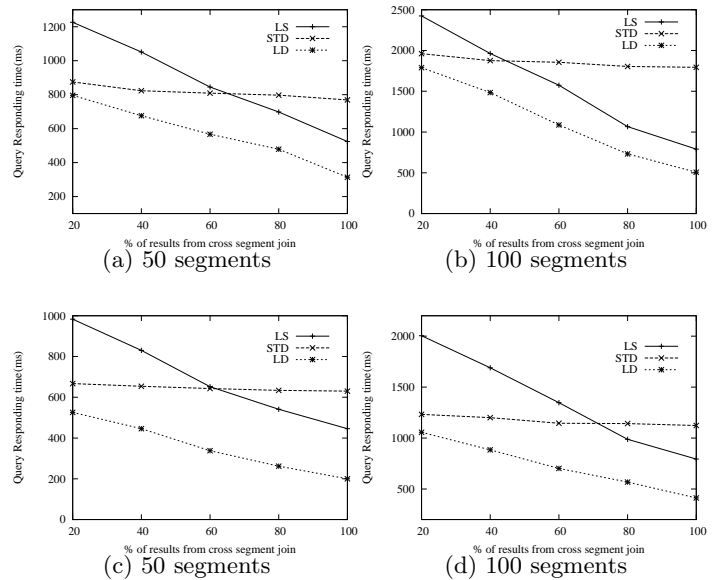 Query Responding time(ms)
1200
1000
800
600
400
200
LS
STD
LD
20 40 60 80 100
% of results from cross segment join
(a) 50 segments
Query Responding time(ms)
2500
2000
1500
1000
500
0
LS
STD
LD
20 40 60 80 100
% of results from cross segment join
(b) 100 segments
Query Responding time(ms)
1000
800
600
400
200
0
LS
STD
LD
20 40 60 80 100
% of results from cross segment join
(c) 50 segments
Query Responding time(ms)
2000
1500
1000
500
LS
STD
LD
20 40 60 80 100
% of results from cross segment join
(d) 100 segments